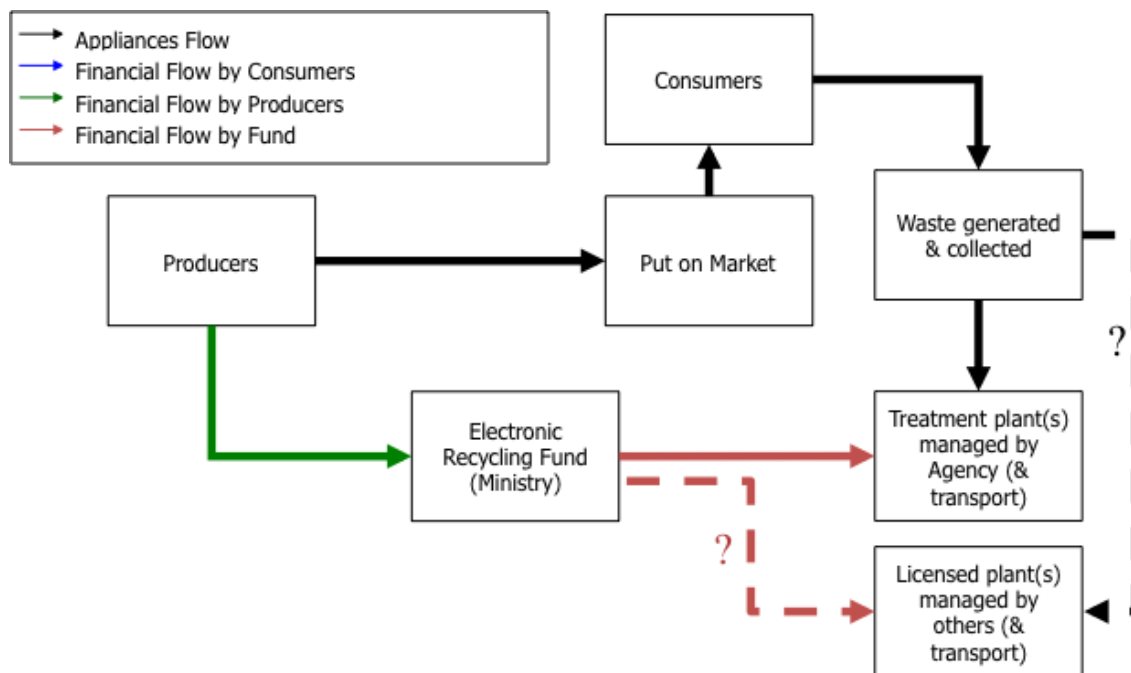 Appliances Flow
Financial Flow by Consumers
Financial Flow by Producers
Financial Flow by Fund
Consumers
Producers
Put on Market
Waste generated
& collected
?
Electronic
Recycling Fund
(Ministry)
Treatment plant(s)
managed by
Agency (&
transport)
?
Licensed plant(s)
managed by
others (&
transport)